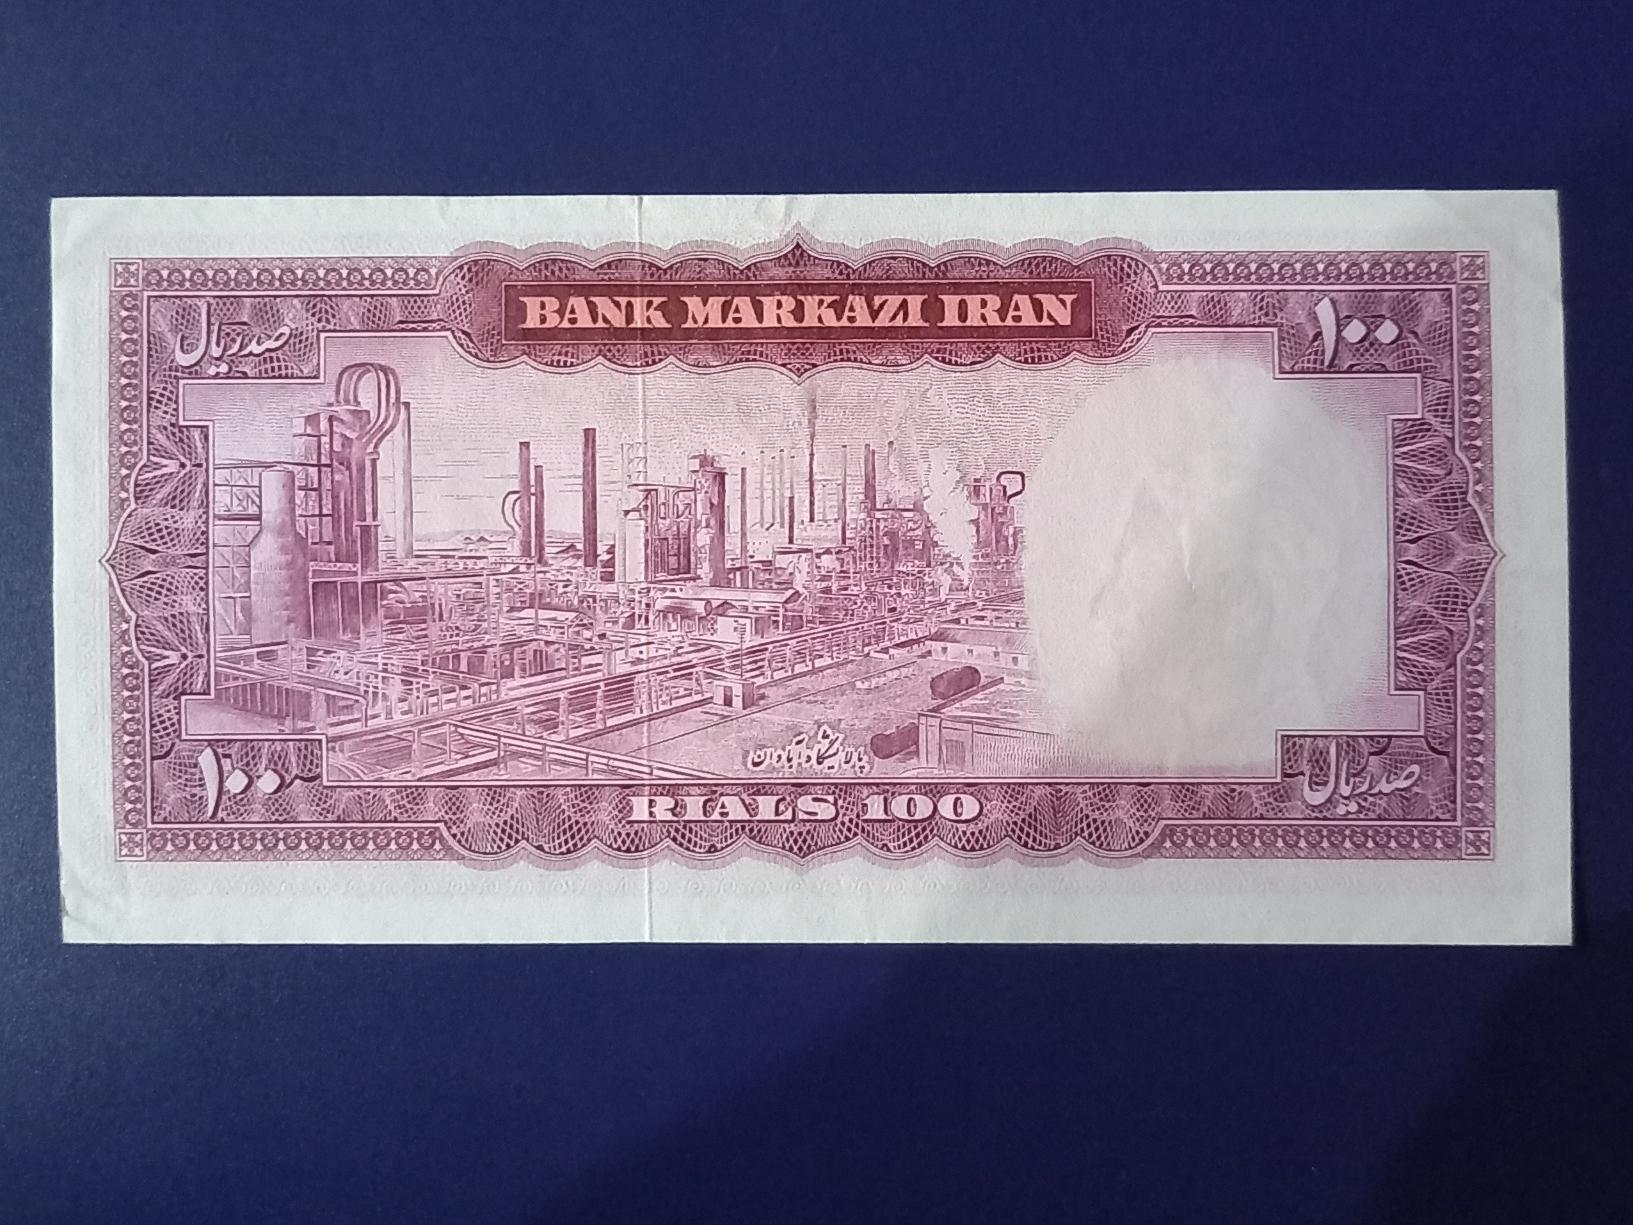 BANK MARKAZI IRAN
صد ریال
۱۰۰
پالایشگاه آبادان
۱۰۰
RIALS 100
صد ریال